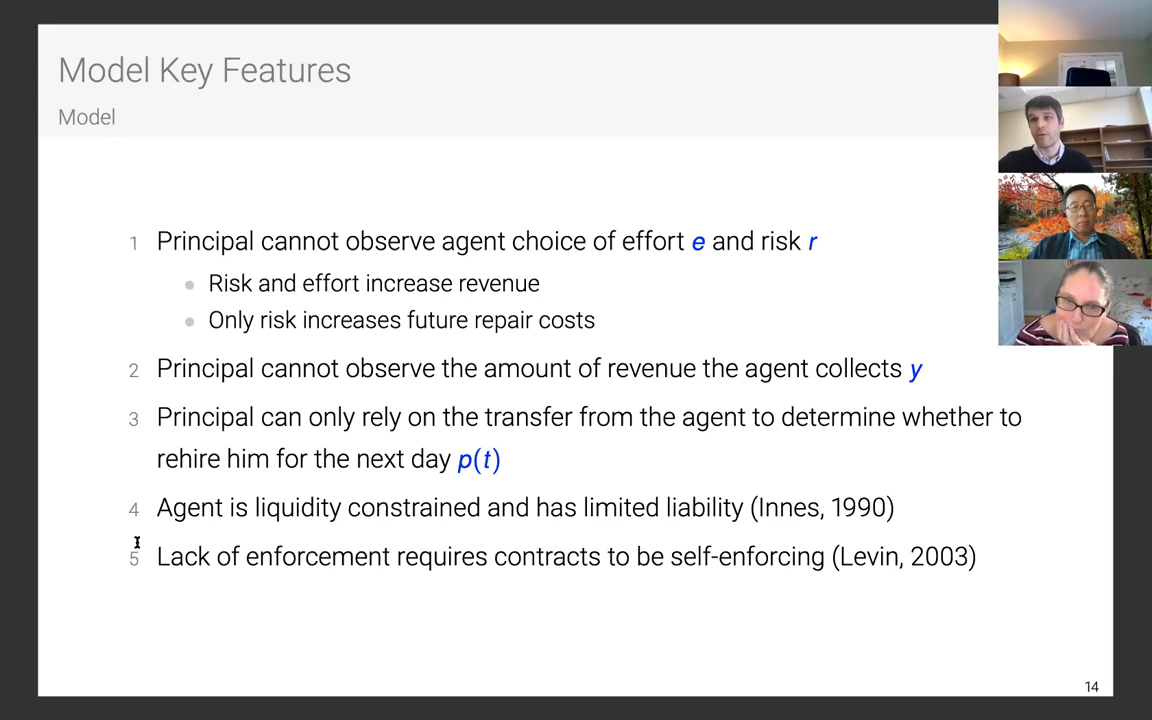 Model Key Features
Model
1 Principal cannot observe agent choice of effort e and risk r
Risk and effort increase revenue
Only risk increases future repair costs
2 Principal cannot observe the amount of revenue the agent collects y
3 Principal can only rely on the transfer from the agent to determine whether to
rehire him for the next day p(t)
4 Agent is liquidity constrained and has limited liability (Innes, 1990)
5 Lack of enforcement requires contracts to be self-enforcing (Levin, 2003)
14